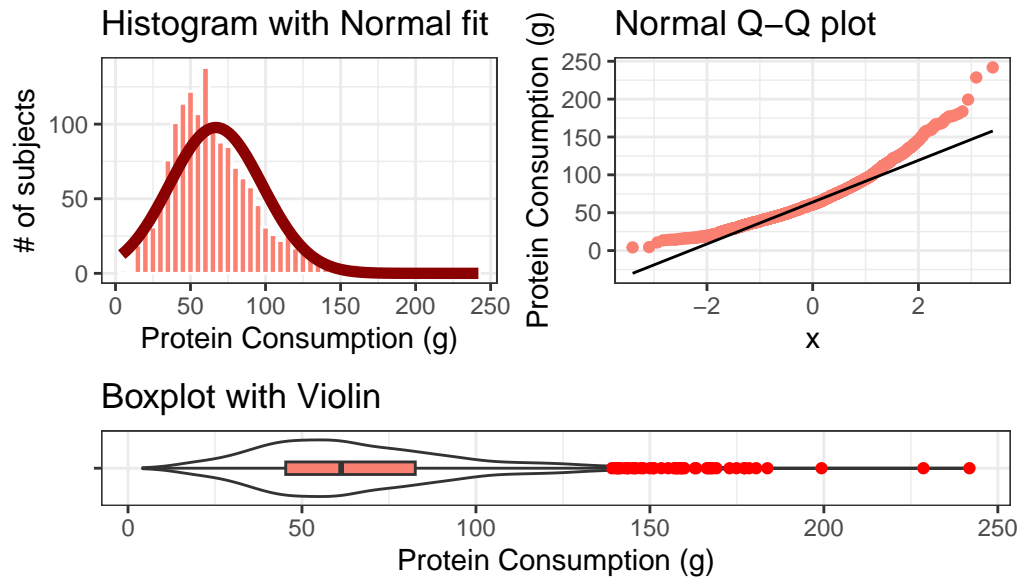 Histogram with Normal fit
# of subjects
100
50
0
0 50 100 150 200 250
Protein Consumption (g)
Normal Q−Q plot
Protein Consumption (g)
250
200
150
100
50
0
−2 0 2
x
Boxplot with Violin
0 50 100 150 200 250
Protein Consumption (g)